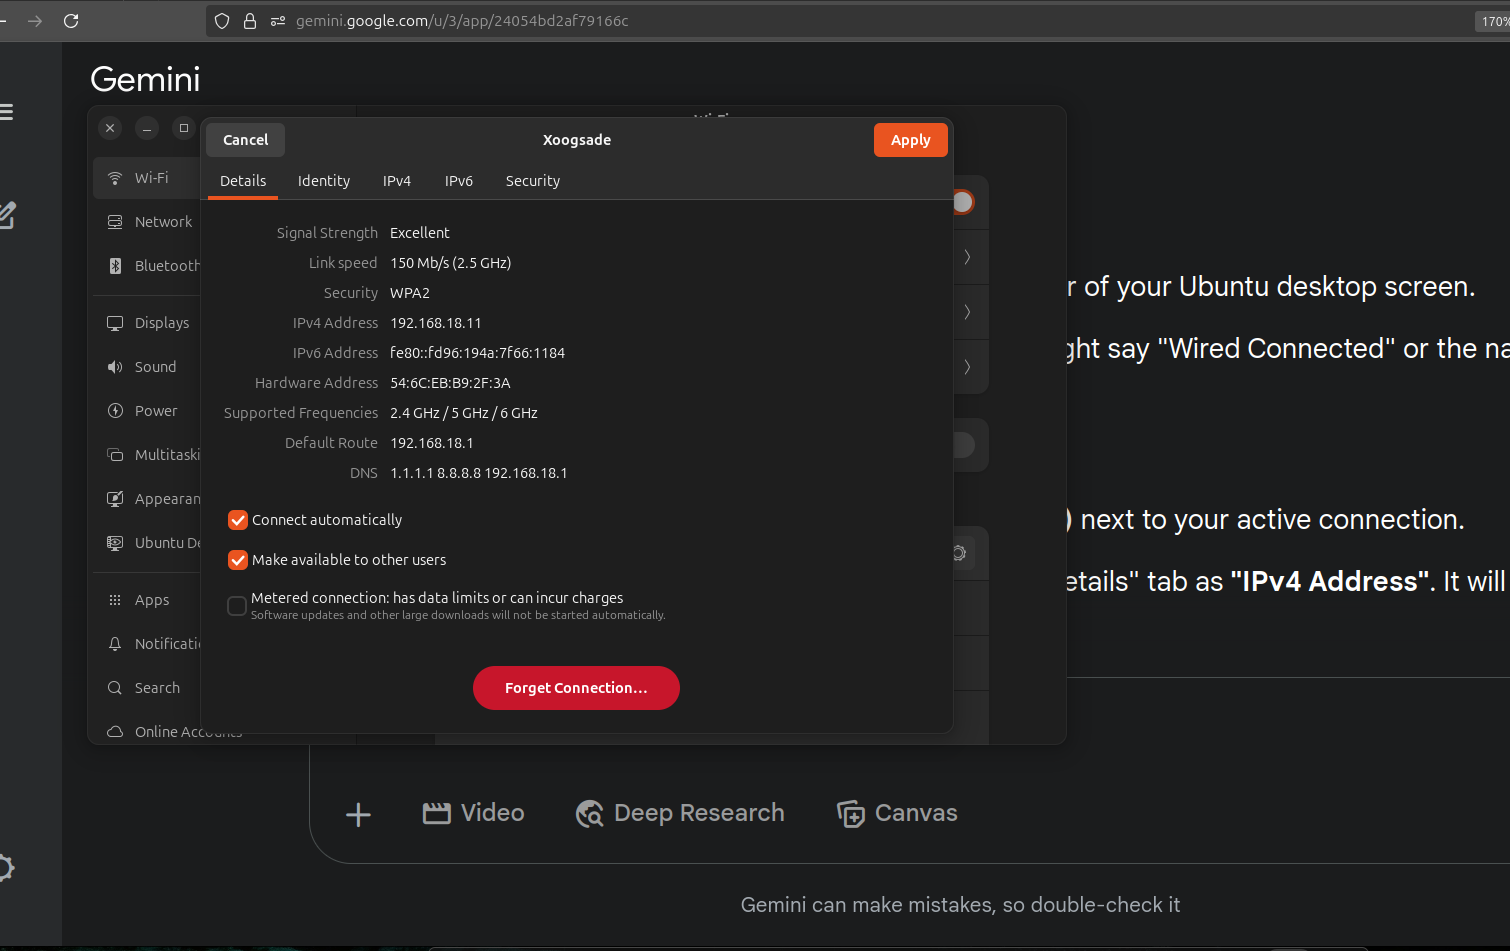 gemini.google.com/u/3/app/24054bd2af79166c
170%
Gemini
Cancel
Xoogsade
Apply
Details
Identity
IPv4
IPv6
Security
Wi-Fi
Network
Bluetooth
Displays
Sound
Power
Multitaski
Appearan
Ubuntu De
Apps
Notificati
Search
Online Accounts
Signal Strength Excellent
Link speed 150 Mb/s (2.5 GHz)
Security WPA2
IPv4 Address 192.168.18.11
IPv6 Address fe80::fd96:194a:7f66:1184
Hardware Address 54:6C:EB:B9:2F:3A
Supported Frequencies 2.4 GHz / 5 GHz / 6 GHz
Default Route 192.168.18.1
DNS 1.1.1.1 8.8.8.8 192.168.18.1
Connect automatically
Make available to other users
Metered connection: has data limits or can incur charges
Software updates and other large downloads will not be started automatically.
Forget Connection…
r of your Ubuntu desktop screen.
ght say "Wired Connected" or the na
) next to your active connection.
etails" tab as "IPv4 Address". It will
Video
Deep Research
Canvas
Gemini can make mistakes, so double-check it